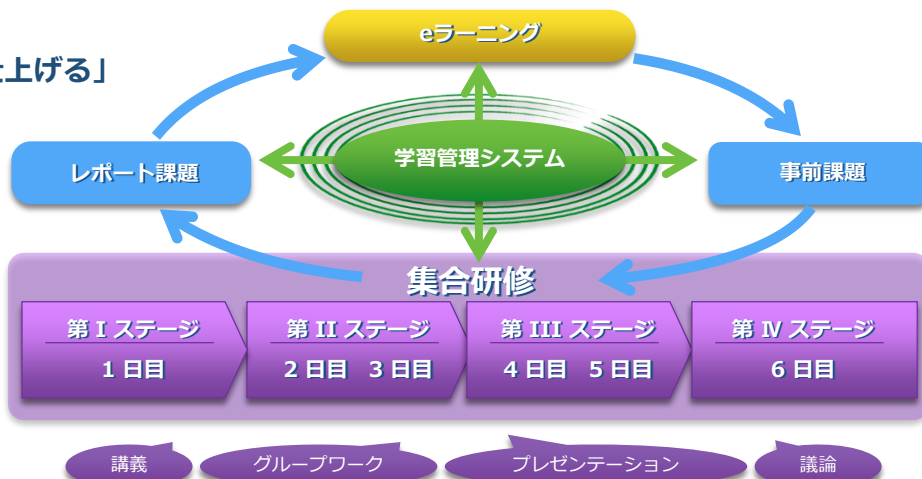 eラーニング
上げる」
学習管理システム
レポート課題
事前課題
集合研修
第 I ステージ
1 日目
第 II ステージ
2 日目 3 日目
第 III ステージ
4 日目 5 日目
第 Ⅳ ステージ
6 日目
講義
グループワーク
プレゼンテーション
議論